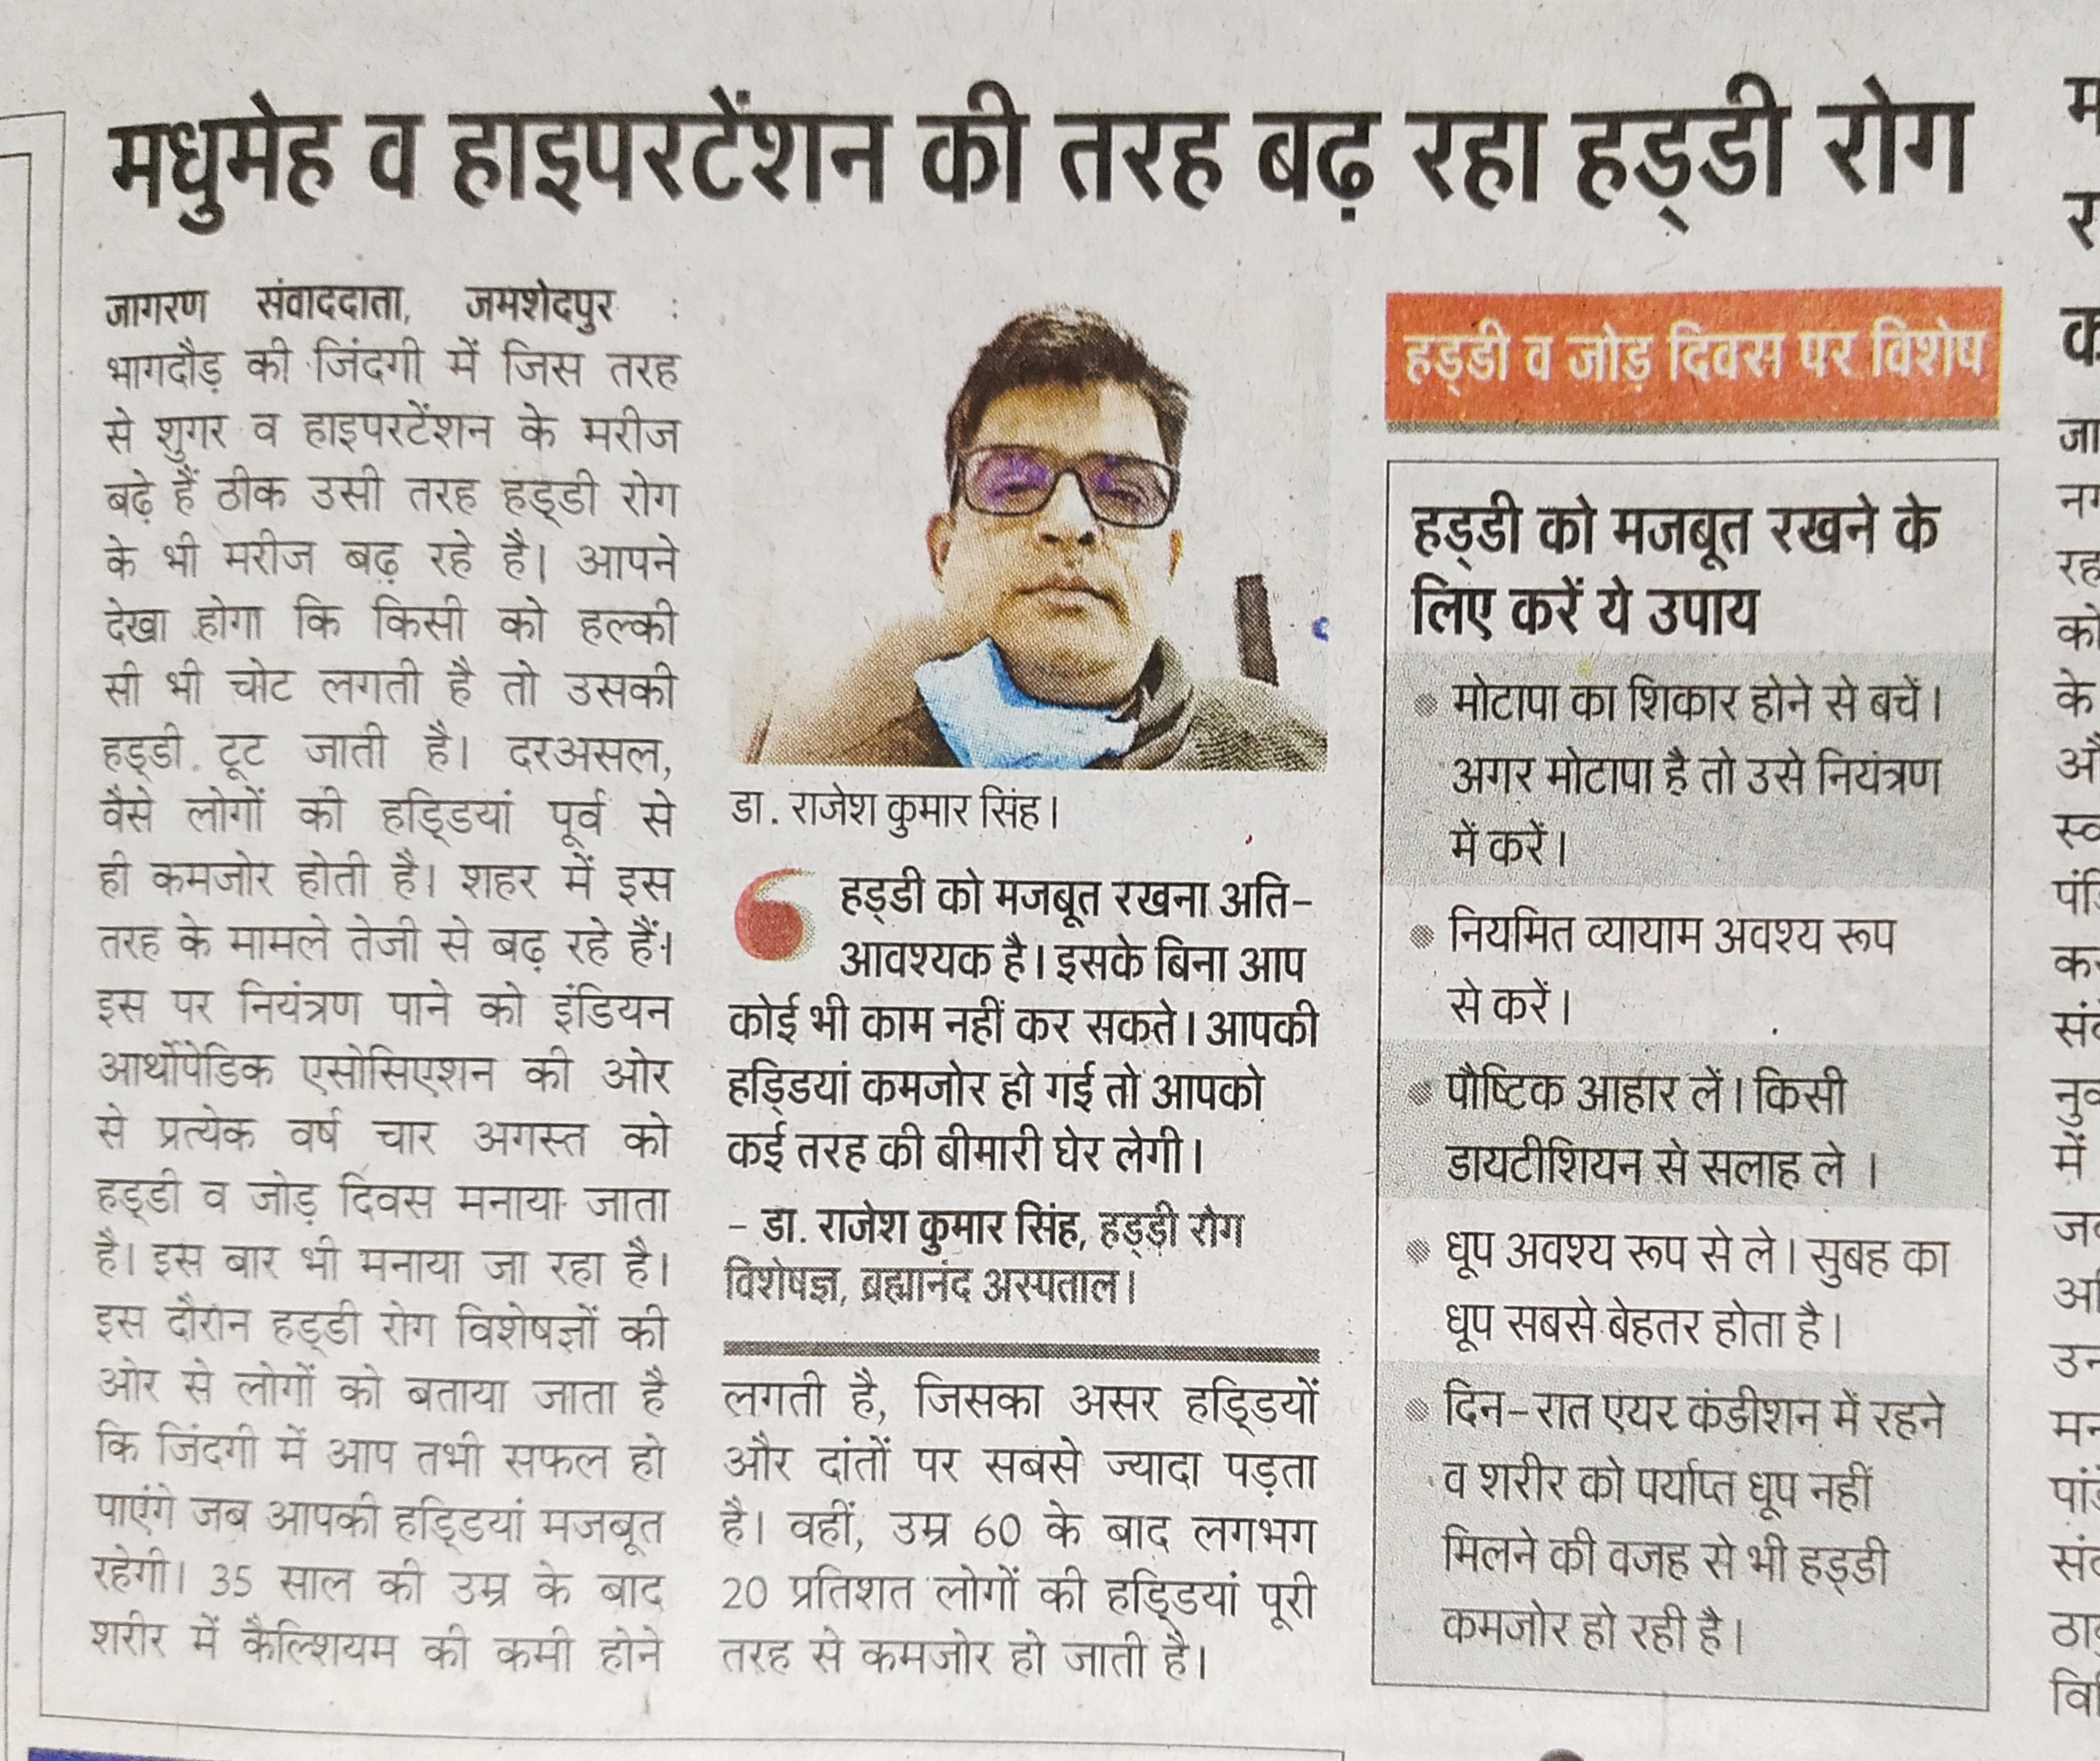 मधुमेह व हाइपरटेंशन की तरह बढ़ रहा हड्डी रोग
जागरण संवाददाता, जमशेदपुर :
भागदौड़ की जिंदगी में जिस तरह
से शुगर व हाइपरटेंशन के मरीज
बढ़े हैं ठीक उसी तरह हड्डी रोग
के भी मरीज बढ़ रहे है। आपने
देखा होगा कि किसी को हल्की
सी भी चोट लगती है तो उसकी
हड्डी टूट जाती है। दरअसल,
वैसे लोगों की हड्डियां पूर्व से
ही कमजोर होती है। शहर में इस
तरह के मामले तेजी से बढ़ रहे हैं।
इस पर नियंत्रण पाने को इंडियन
आर्थोपेडिक एसोसिएशन की ओर
से प्रत्येक वर्ष चार अगस्त को
हड्डी व जोड़ दिवस मनाया जाता
है। इस बार भी मनाया जा रहा है।
इस दौरान हड्डी रोग विशेषज्ञों की
ओर से लोगों को बताया जाता है
कि जिंदगी में आप तभी सफल हो
पाएंगे जब आपकी हड्डियां मजबूत
रहेगी। 35 साल की उम्र के बाद
शरीर में कैल्शियम की कमी होने
डा. राजेश कुमार सिंह।
हड्डी को मजबूत रखना अति-
आवश्यक है। इसके बिना आप
कोई भी काम नहीं कर सकते। आपकी
हड्डियां कमजोर हो गई तो आपको
कई तरह की बीमारी घेर लेगी।
- डा. राजेश कुमार सिंह, हड्डी रोग
विशेषज्ञ, ब्रह्मानंद अस्पताल।
लगती है, जिसका असर हड्डियों
और दांतों पर सबसे ज्यादा पड़ता
है। वहीं, उम्र 60 के बाद लगभग
20 प्रतिशत लोगों की हड्डियां पूरी
तरह से कमजोर हो जाती है।
हड्डी व जोड़ दिवस पर विशेष
हड्डी को मजबूत रखने के
लिए करें ये उपाय
मोटापा का शिकार होने से बचें।
अगर मोटापा है तो उसे नियंत्रण
में करें।
नियमित व्यायाम अवश्य रूप
से करें।
पौष्टिक आहार लें। किसी
डायटीशियन से सलाह ले ।
धूप अवश्य रूप से ले। सुबह का
धूप सबसे बेहतर होता है।
दिन-रात एयर कंडीशन में रहने
व शरीर को पर्याप्त धूप नहीं
मिलने की वजह से भी हड्डी
कमजोर हो रही है।